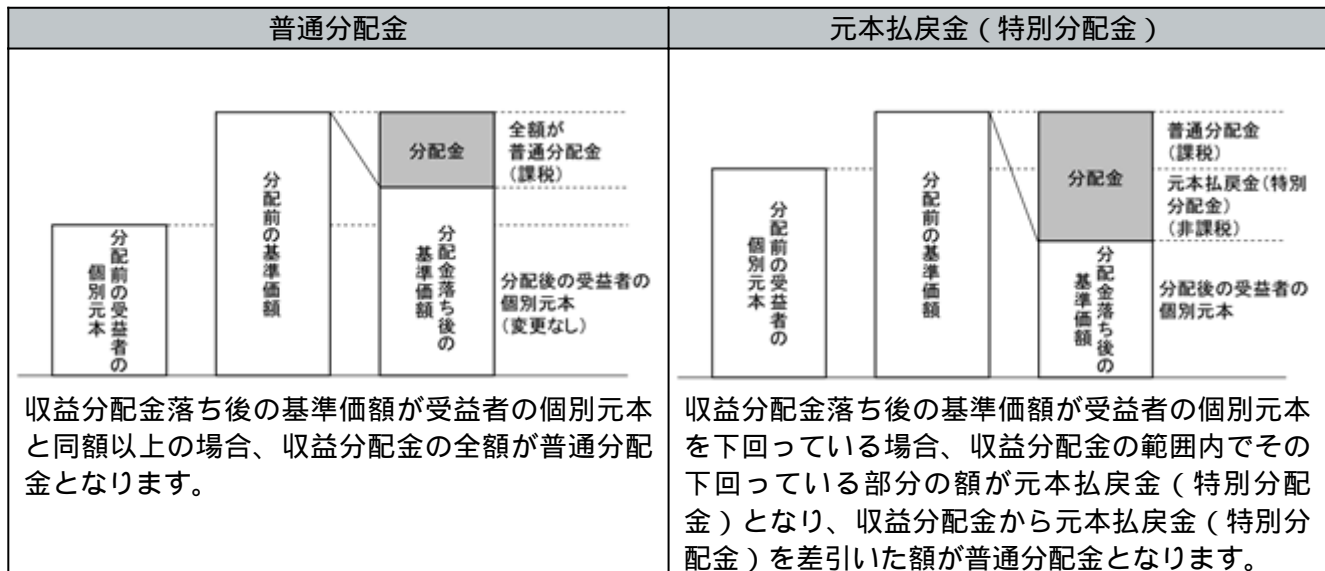 普通分配金
分配前の受益者の
個別元本
分配前の基準価額
分配金
分配金落ち後の
基準価額
全額が
普通分配金
(課税)
分配後の受益者の
個別元本
(変更なし)
収益分配金落ち後の基準価額が受益者の個別元本
と同額以上の場合、収益分配金の全額が普通分配
金となります。
元本払戻金(特別分配金)
分配前の受益者の
個別元本
分配前の基準価額
分配金
分配金落ち後の
基準価額
普通分配金
(課税)
元本払戻金(特別
分配金)
(非課税)
分配後の受益者の
個別元本
収益分配金落ち後の基準価額が受益者の個別元本
を下回っている場合、収益分配金の範囲内でその
下回っている部分の額が元本払戻金(特別分配
金)となり、収益分配金から元本払戻金(特別分
配金)を差引いた額が普通分配金となります。